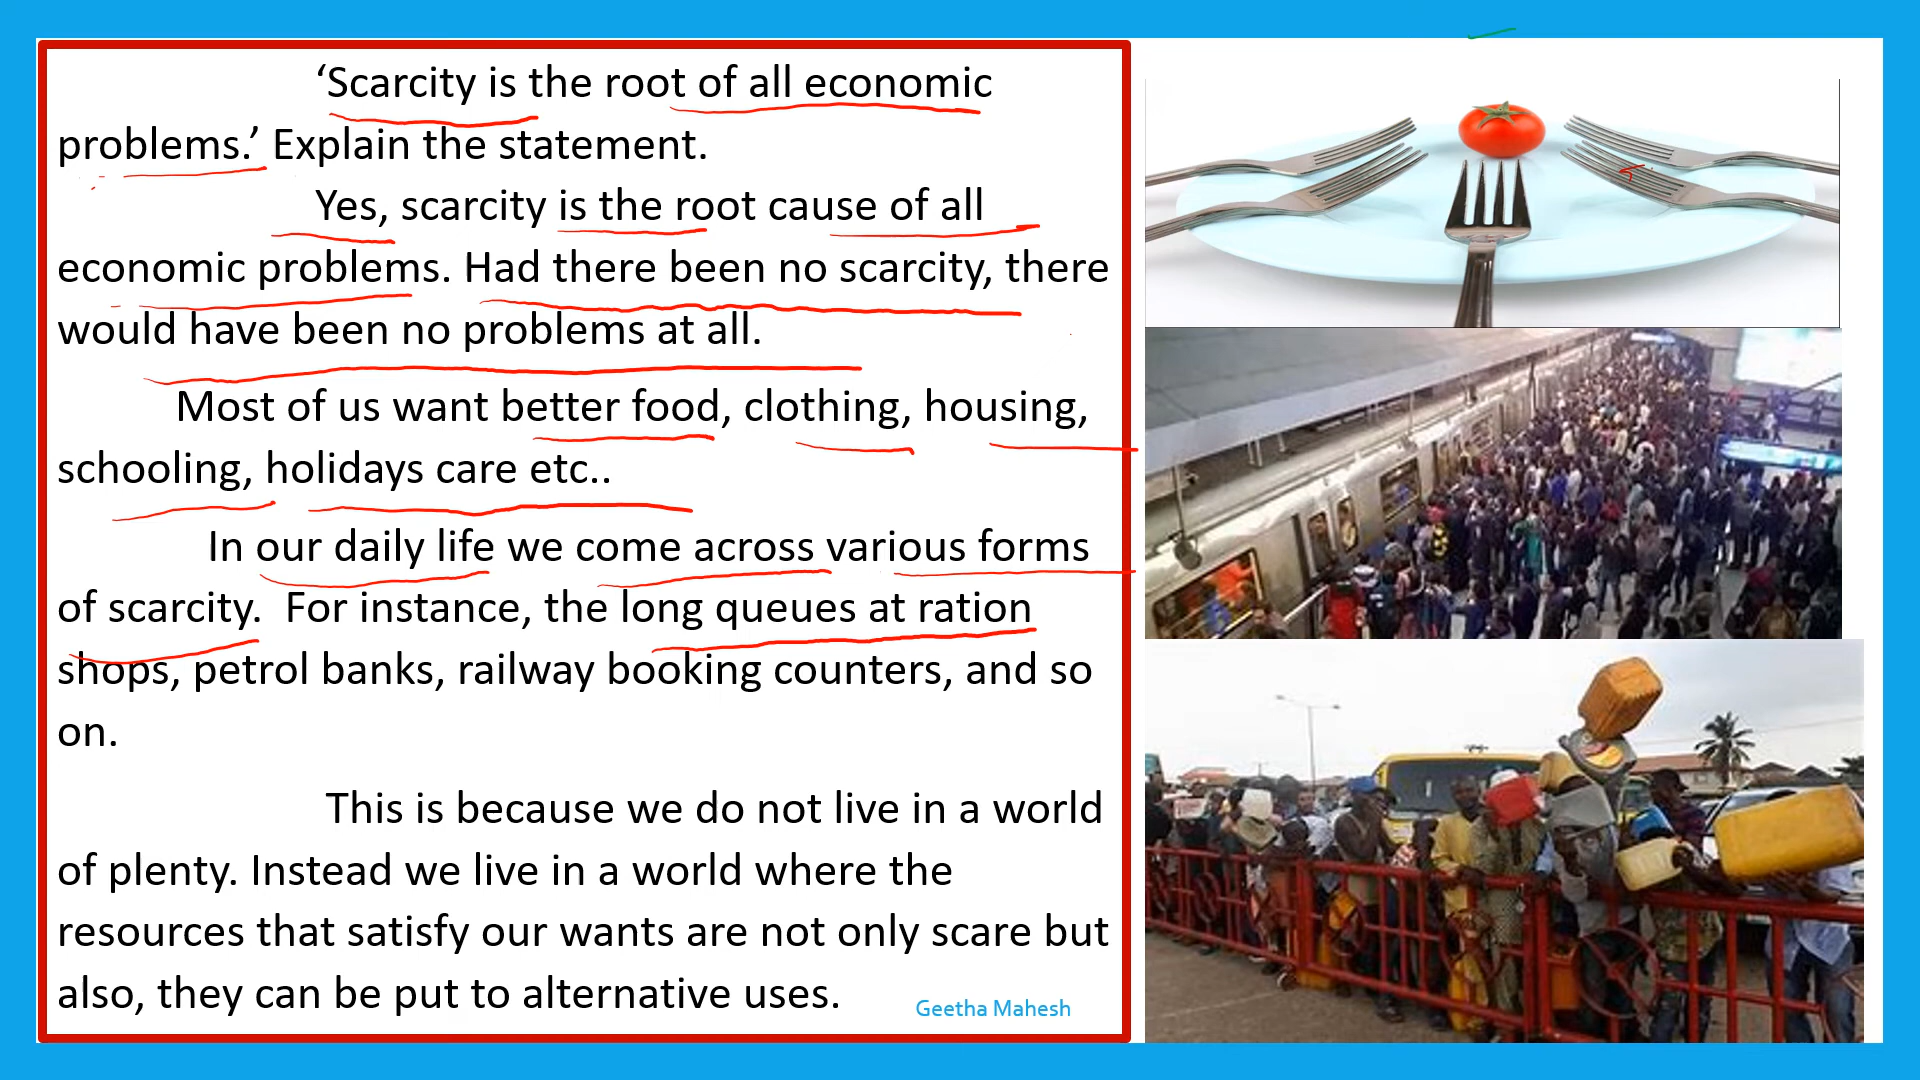 ‘Scarcity is the root of all economic
problems.’ Explain the statement.
Yes, scarcity is the root cause of all
economic problems. Had there been no scarcity, there
would have been no problems at all.
Most of us want better food, clothing, housing,
schooling, holidays care etc..
In our daily life we come across various forms
of scarcity.  For instance, the long queues at ration
shops, petrol banks, railway booking counters, and so
on.
This is because we do not live in a world
of plenty. Instead we live in a world where the
resources that satisfy our wants are not only scare but
also, they can be put to alternative uses.
Geetha Mahesh